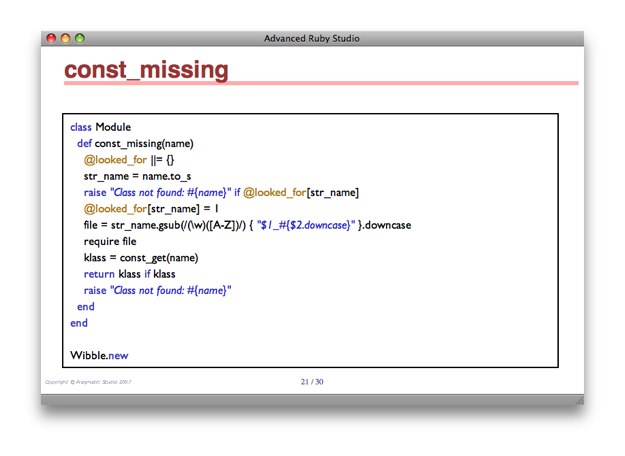 Advanced Ruby Studio
const_missing
class Module
def const_missing(name)
@looked_for ||= {}
str_name = name.to_s
raise "Class not found: #{name}" if @looked_for[str_name]
@looked_for[str_name] = 1
file = str_name.gsub(/(\w)([A-Z])/) { "$1_#{$2.downcase}" }.downcase
require file
klass = const_get(name)
return klass if klass
raise "Class not found: #{name}"
end
end
Wibble.new
Copyright © Pragmatic Studio 2007
21 / 30